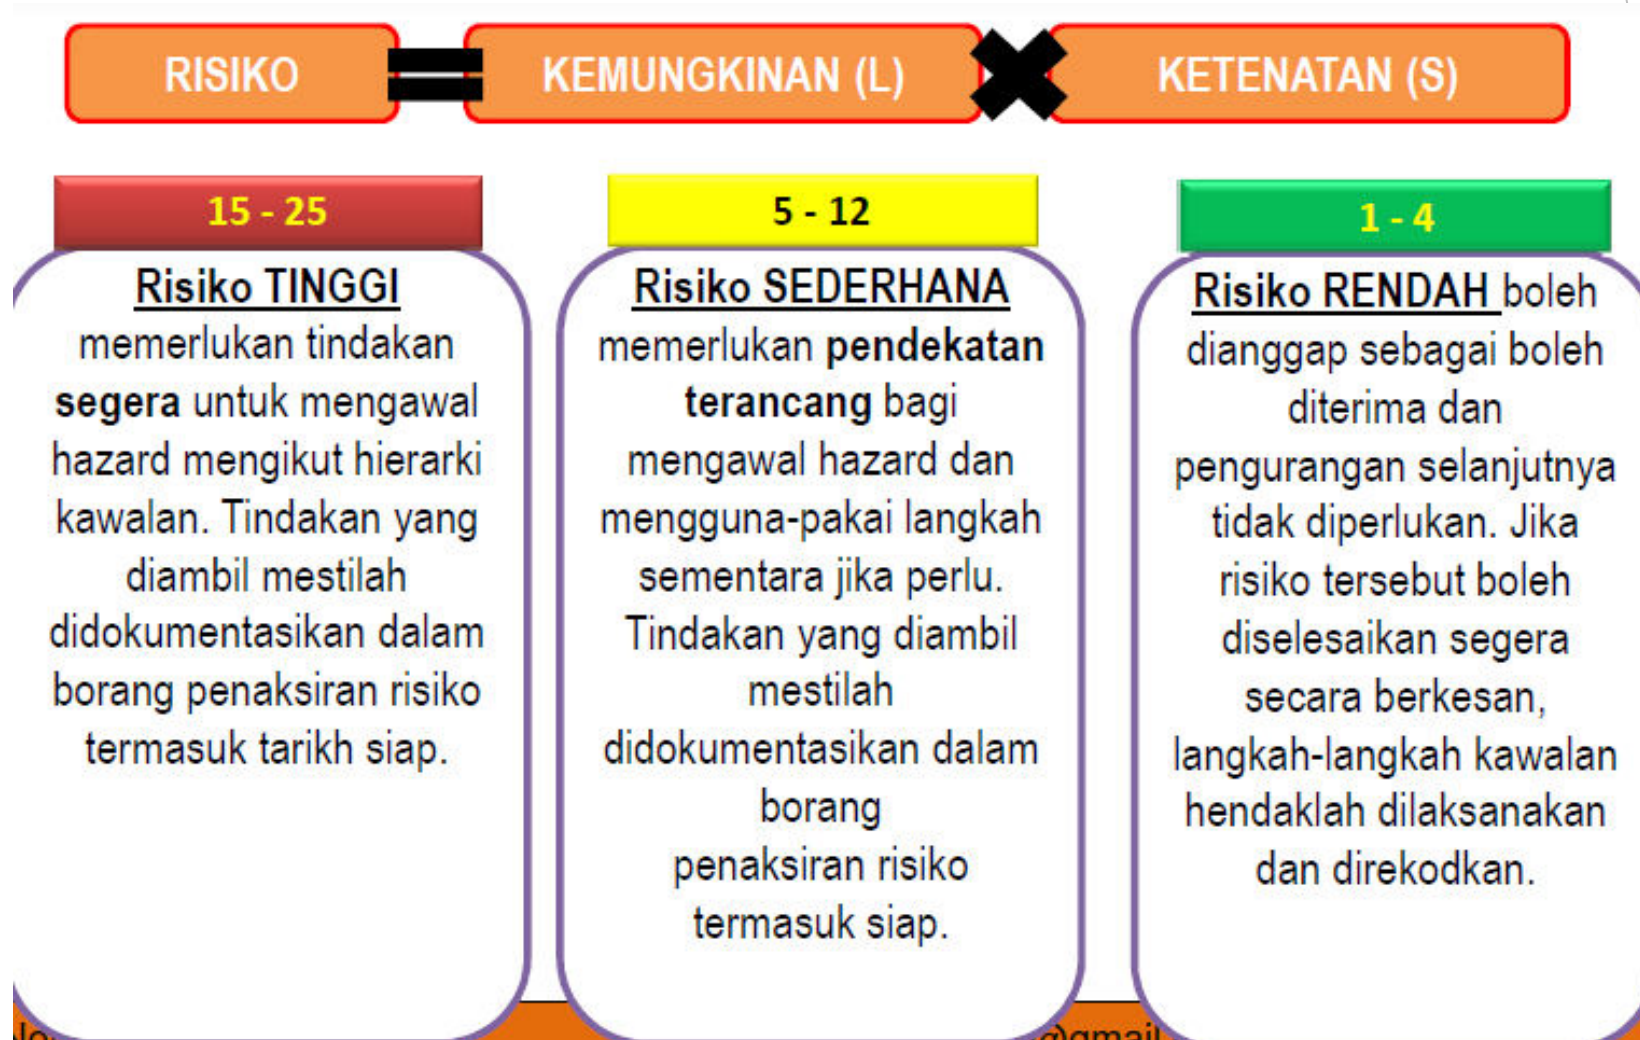 RISIKO = KEMUNGKINAN (L) × KETENATAN (S)
15 - 25
Risiko TINGGI
memerlukan tindakan
segera untuk mengawal
hazard mengikut hierarki
kawalan. Tindakan yang
diambil mestilah
didokumentasikan dalam
borang penaksiran risiko
termasuk tarikh siap.
5 - 12
Risiko SEDERHANA
memerlukan pendekatan
terancang bagi
mengawal hazard dan
mengguna-pakai langkah
sementara jika perlu.
Tindakan yang diambil
mestilah
didokumentasikan dalam
borang
penaksiran risiko
termasuk siap.
1 - 4
Risiko RENDAH boleh
dianggap sebagai boleh
diterima dan
pengurangan selanjutnya
tidak diperlukan. Jika
risiko tersebut boleh
diselesaikan segera
secara berkesan,
langkah-langkah kawalan
hendaklah dilaksanakan
dan direkodkan.
@gmail